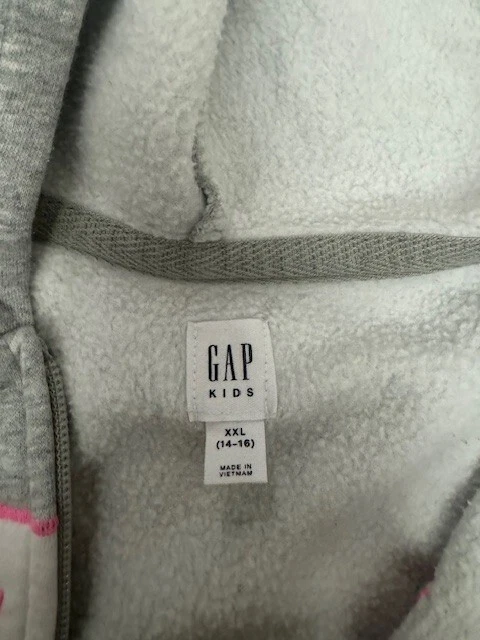 GAP
KIDS
XXL
(14-16)
MADE IN
VIETNAM